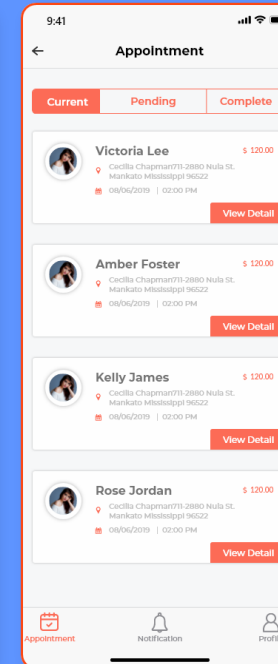 9:41
Appointment
Current Pending Complete
Victoria Lee $ 120.00
Cecilia Chapman711-2880 Nula St.
Mankato Mississippi 96522
08/06/2019 | 02:00 PM
View Detail
Amber Foster $ 120.00
Cecilia Chapman711-2880 Nula St.
Mankato Mississippi 96522
08/06/2019 | 02:00 PM
View Detail
Kelly James $ 120.00
Cecilia Chapman711-2880 Nula St.
Mankato Mississippi 96522
08/06/2019 | 02:00 PM
View Detail
Rose Jordan $ 120.00
Cecilia Chapman711-2880 Nula St.
Mankato Mississippi 96522
08/06/2019 | 02:00 PM
View Detail
Appointment Notification Profil